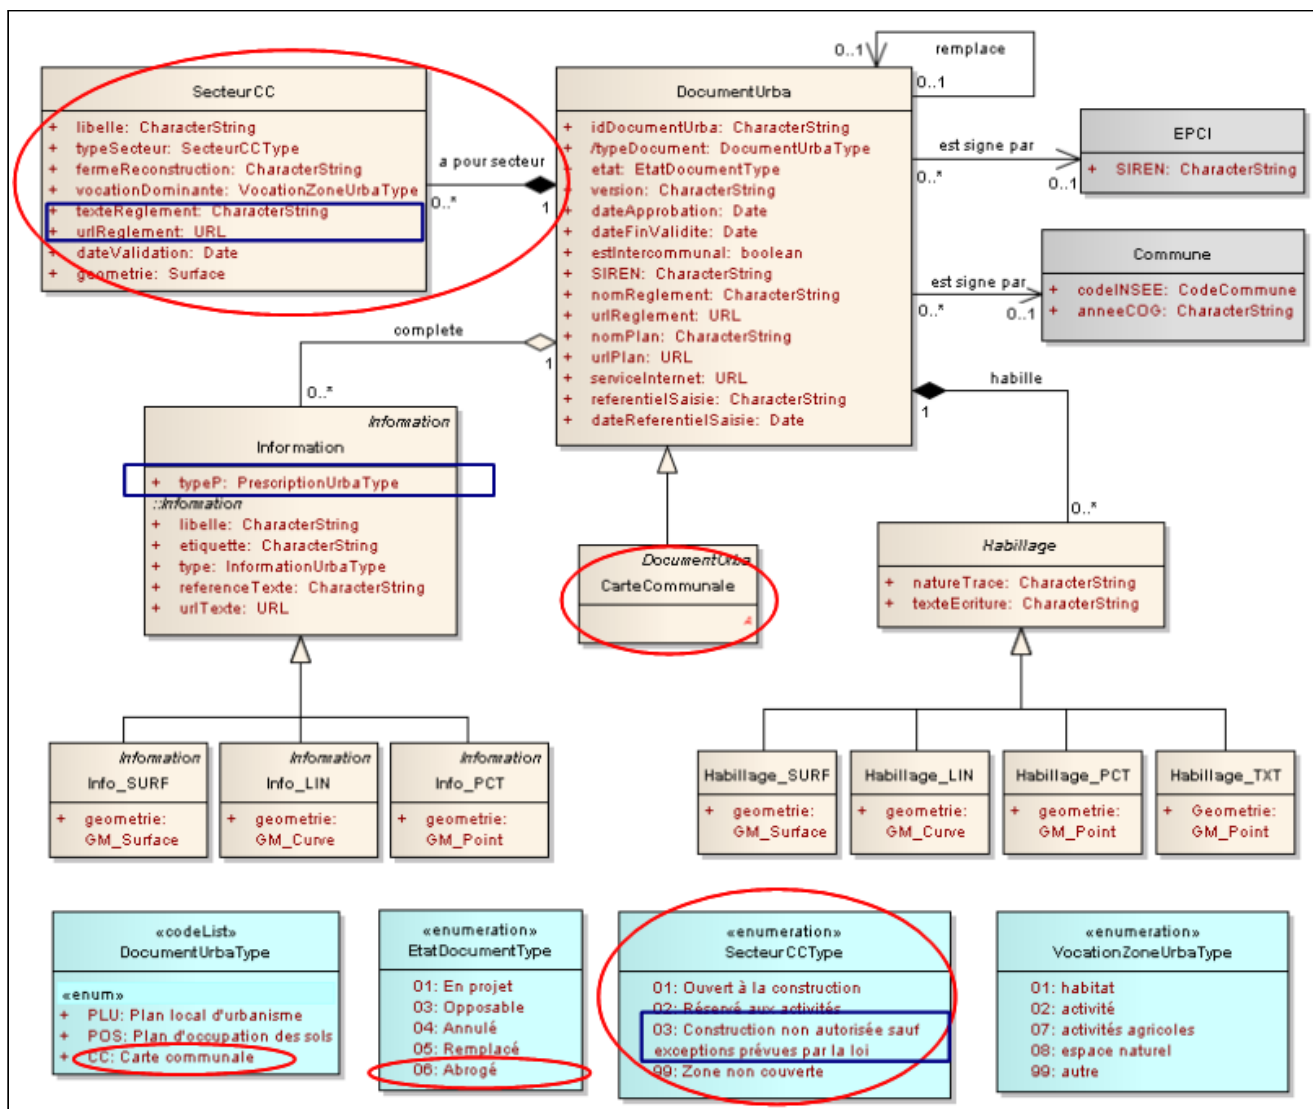 SecteurCC
+ libelle: CharacterString
+ typeSecteur: SecteurCCType
+ fermeReconstruction: CharacterString
+ vocationDominante: VocationZoneUrbaType
+ texteReglement: CharacterString
+ urlReglement: URL
+ dateValidation: Date
+ geometrie: Surface
a pour secteur
0..*
1
DocumentUrba
+ idDocumentUrba: CharacterString
+ /typeDocument: DocumentUrbaType
+ etat: EtatDocumentType
+ version: CharacterString
+ dateApprobation: Date
+ dateFinValidite: Date
+ estIntercommunal: boolean
+ SIREN: CharacterString
+ nomReglement: CharacterString
+ urlReglement: URL
+ nomPlan: CharacterString
+ urlPlan: URL
+ serviceInternet: URL
+ referentielSaisie: CharacterString
+ dateReferentielSaisie: Date
0..1
remplace
0..1
est signe par
0..*
0..1
EPCI
+ SIREN: CharacterString
est signe par
0..*
0..1
Commune
+ codeINSEE: CodeCommune
+ anneeCOG: CharacterString
complete
1
0..*
habille
1
0..*
Information
Information
+ typeP: PrescriptionUrbaType
::Information
+ libelle: CharacterString
+ etiquette: CharacterString
+ type: InformationUrbaType
+ referenceTexte: CharacterString
+ urlTexte: URL
DocumentUrba
CarteCommunale
A
Habillage
+ natureTrace: CharacterString
+ texteEcriture: CharacterString
Information
Info_SURF
+ geometrie:
GM_Surface
Information
Info_LIN
+ geometrie:
GM_Curve
Information
Info_PCT
+ geometrie:
GM_Point
Habillage_SURF
+ geometrie:
GM_Surface
Habillage_LIN
+ geometrie:
GM_Curve
Habillage_PCT
+ geometrie:
GM_Point
Habillage_TXT
+ Geometrie:
GM_Point
«codeList»
DocumentUrbaType
«enum»
+ PLU: Plan local d'urbanisme
+ POS: Plan d'occupation des sols
+ CC: Carte communale
«enumeration»
EtatDocumentType
01: En projet
03: Opposable
04: Annulé
05: Remplacé
06: Abrogé
«enumeration»
SecteurCCType
01: Ouvert à la construction
02: Réservé aux activités
03: Construction non autorisée sauf
exceptions prévues par la loi
99: Zone non couverte
«enumeration»
VocationZoneUrbaType
01: habitat
02: activité
07: activités agricoles
08: espace naturel
99: autre